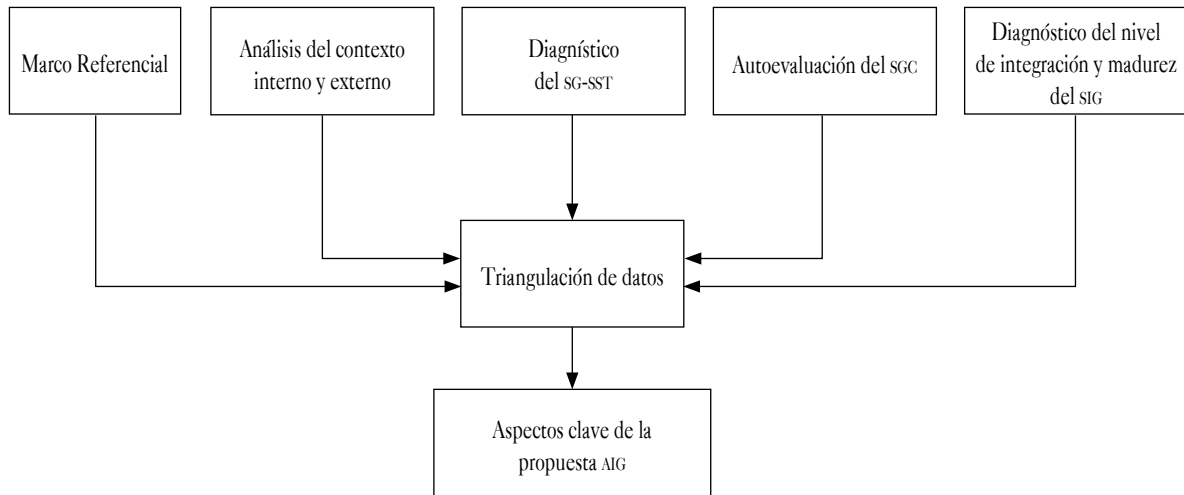 Marco Referencial
Análisis del contexto
interno y externo
Diagnístico
del SG-SST
Autoevaluación del SGC
Diagnóstico del nivel
de integración y madurez
del SIG
Triangulación de datos
Aspectos clave de la
propuesta AIG